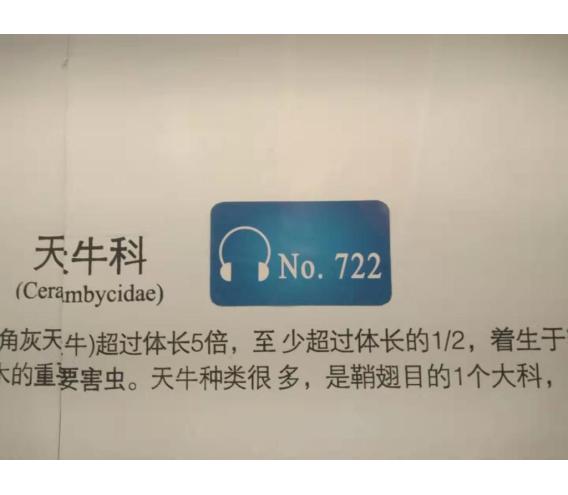 天牛科
No. 722
(Cerambycidae)
角灰天牛)超过体长5倍，至少超过体长的1/2，着生于
的重要害虫。天牛种类很多，是鞘翅目的1个大科，